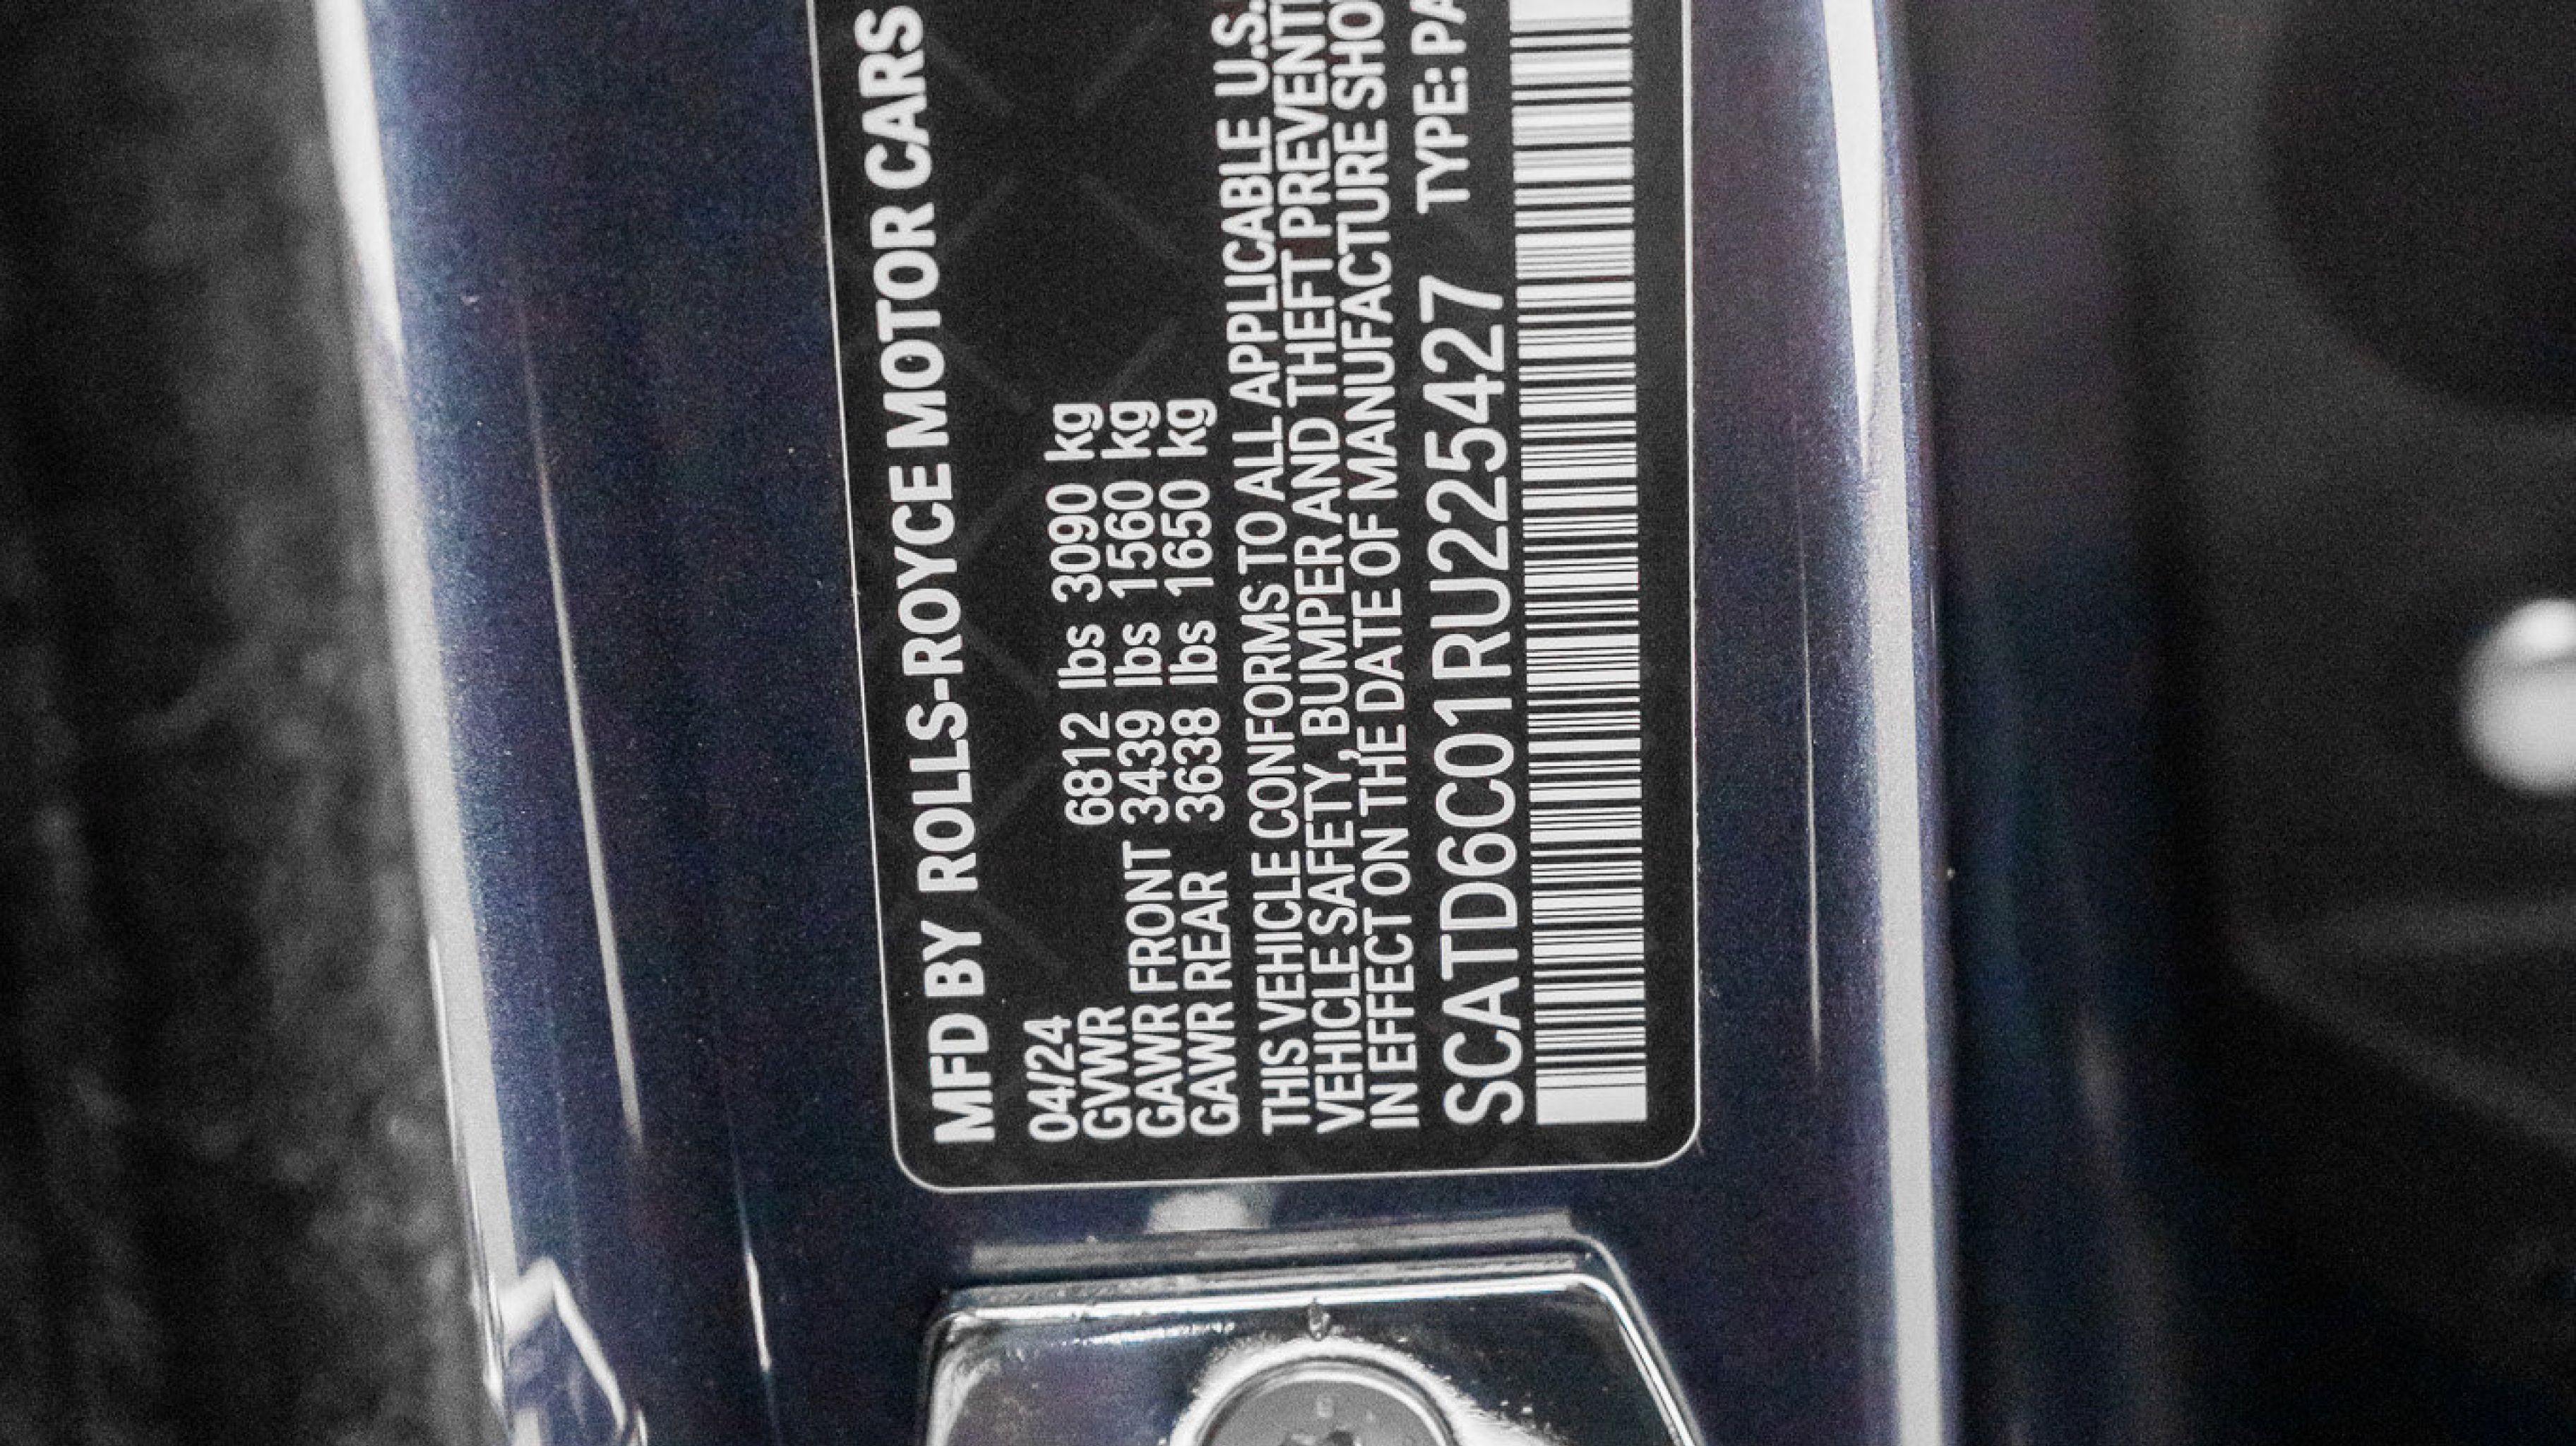 MFD BY ROLLS-ROYCE MOTOR CARS
04/24
GVWR 6812 lbs 3090 kg
GAWR FRONT 3439 lbs 1560 kg
GAWR REAR 3638 lbs 1650 kg
THIS VEHICLE CONFORMS TO ALL APPLICABLE U.S.
VEHICLE SAFETY, BUMPER AND THEFT PREVENTI
IN EFFECT ON THE DATE OF MANUFACTURE SHO
SCATD6C01RU225427 TYPE: PA